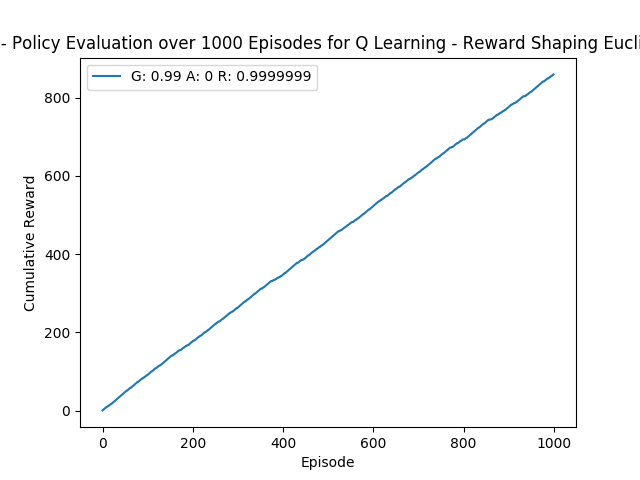 - Policy Evaluation over 1000 Episodes for Q Learning - Reward Shaping Eucli
G: 0.99 A: 0 R: 0.9999999
800
600
400
200
0
Cumulative Reward
0 200 400 600 800 1000
Episode